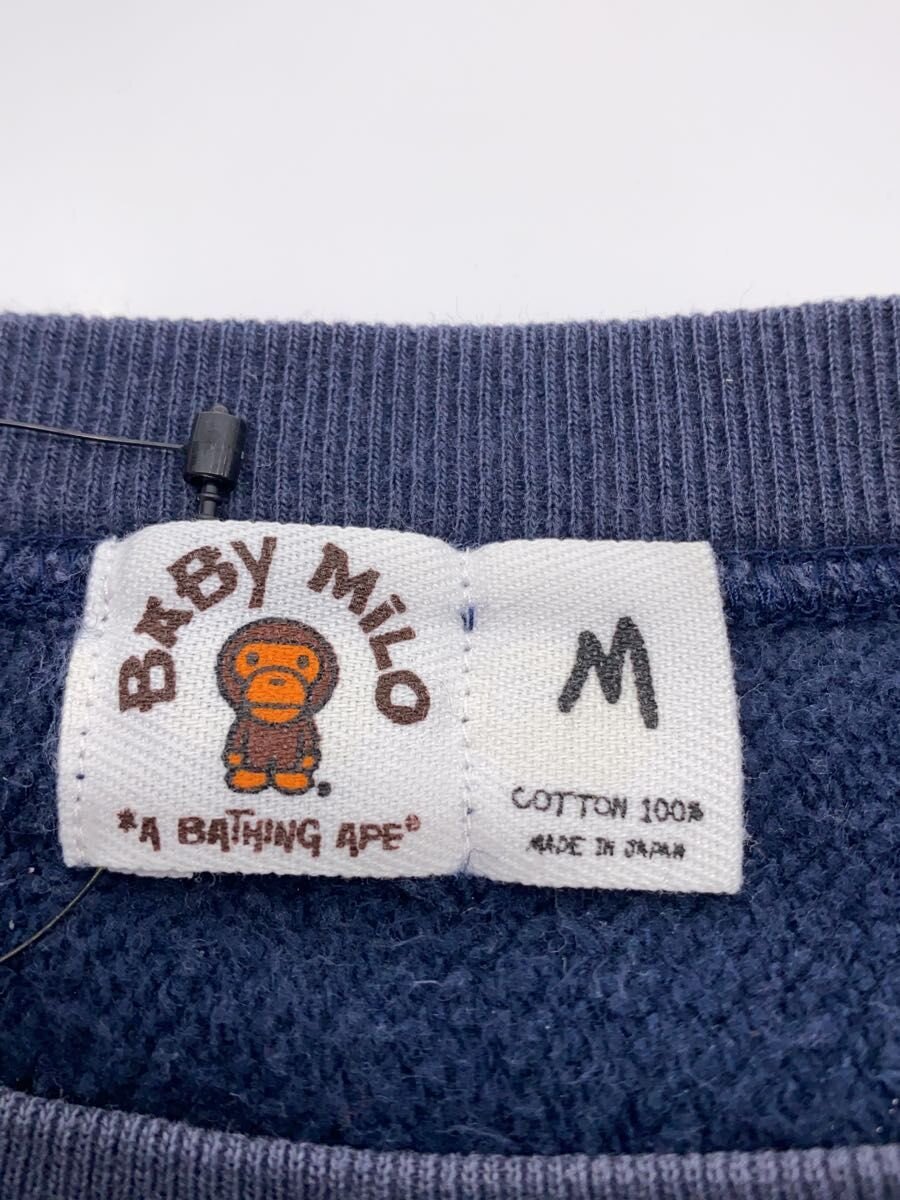 BABY MiLO
*A BATHING APE®
M
COTTON 100%
MADE IN JAPAN